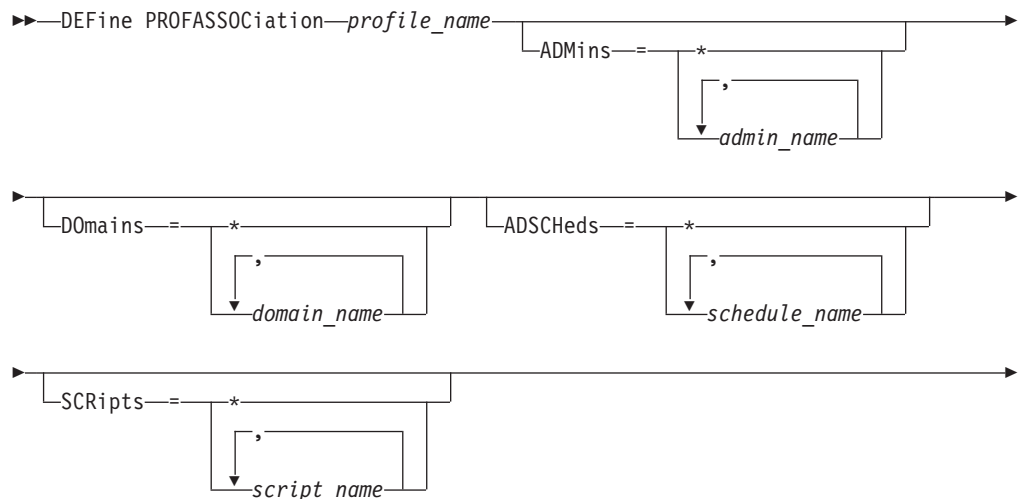 DEFine PROFASSOCiation profile_name
ADMins = *
,
admin_name
DOmains = * ADSCHeds = *
, ,
domain_name schedule_name
SCRipts = *
,
script_name